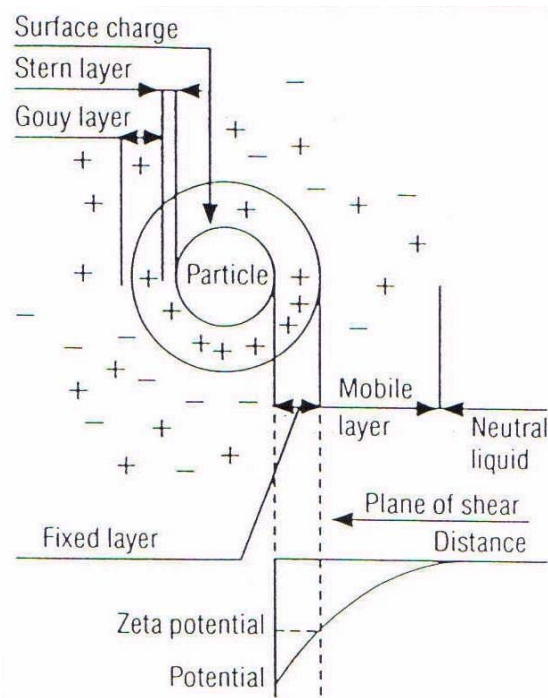 Surface charge
Stern layer
Gouy layer
Particle
Mobile
layer
Neutral
liquid
Plane of shear
Fixed layer
Distance
Zeta potential
Potential